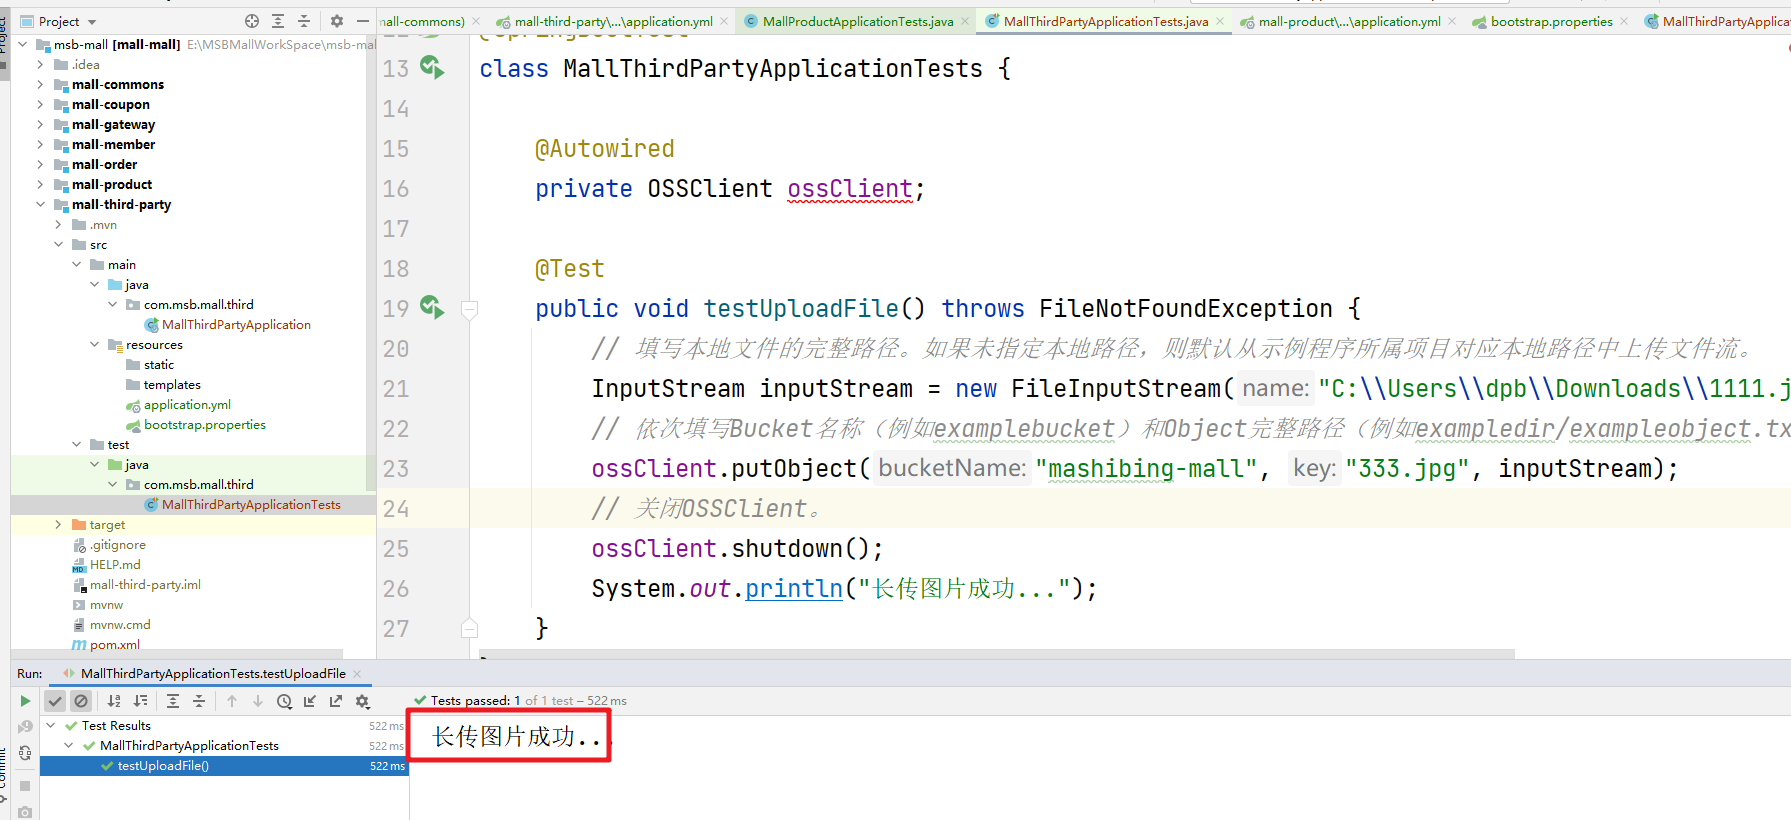 Project
mall-commons)
mall-third-party\...\application.yml
MallProductApplicationTests.java
MallThirdPartyApplicationTests.java
mall-product\...\application.yml
bootstrap.properties
MallThirdPartyApplicatio
Project
msb-mall [mall-mall] E:\MSBMallWorkSpace\msb-mal
.idea
mall-commons
mall-coupon
mall-gateway
mall-member
mall-order
mall-product
mall-third-party
.mvn
src
main
java
com.msb.mall.third
MallThirdPartyApplication
resources
static
templates
application.yml
bootstrap.properties
test
java
com.msb.mall.third
MallThirdPartyApplicationTests
target
.gitignore
HELP.md
mall-third-party.iml
mvnw
mvnw.cmd
pom.xml
13 class MallThirdPartyApplicationTests {
14
15 @Autowired
16 private OSSClient ossClient;
17
18 @Test
19 public void testUploadFile() throws FileNotFoundException {
20 // 填写本地文件的完整路径。如果未指定本地路径，则默认从示例程序所属项目对应本地路径中上传文件流。
21 InputStream inputStream = new FileInputStream( name: "C:\\Users\\dpb\\Downloads\\1111.j
22 // 依次填写Bucket名称（例如examplebucket）和Object完整路径（例如exampledir/exampleobject.tx
23 ossClient.putObject( bucketName: "mashibing-mall", key: "333.jpg", inputStream);
24 // 关闭OSSClient。
25 ossClient.shutdown();
26 System.out.println("长传图片成功...");
27 }
Run: MallThirdPartyApplicationTests.testUploadFile
Tests passed: 1 of 1 test – 522 ms
Test Results 522 ms
MallThirdPartyApplicationTests 522 ms
testUploadFile() 522 ms
长传图片成功...
Commit